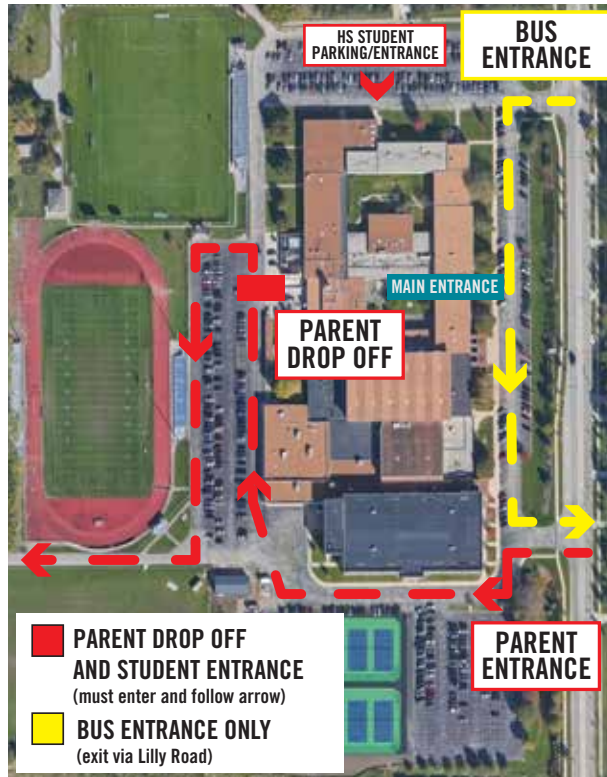 HS STUDENT
PARKING/ENTRANCE
BUS
ENTRANCE
MAIN ENTRANCE
PARENT
DROP OFF
PARENT
ENTRANCE
PARENT DROP OFF
AND STUDENT ENTRANCE
(must enter and follow arrow)
BUS ENTRANCE ONLY
(exit via Lilly Road)